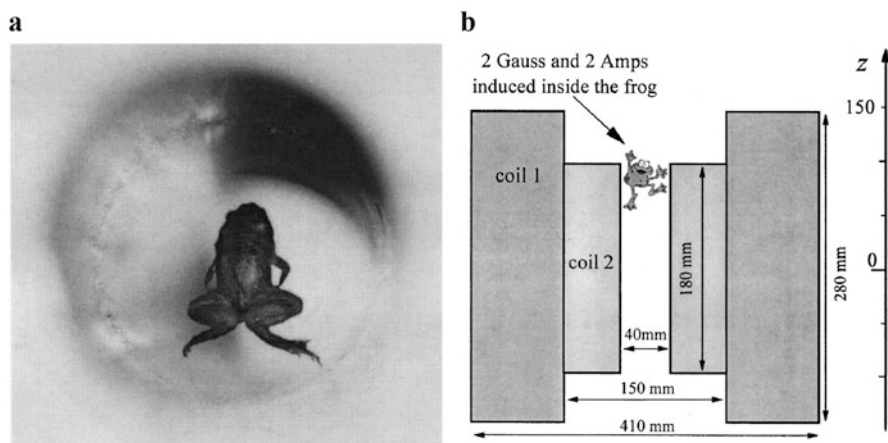 a
b
2 Gauss and 2 Amps
induced inside the frog
z
150
coil 1
coil 2
180 mm
0
280 mm
40mm
150 mm
410 mm